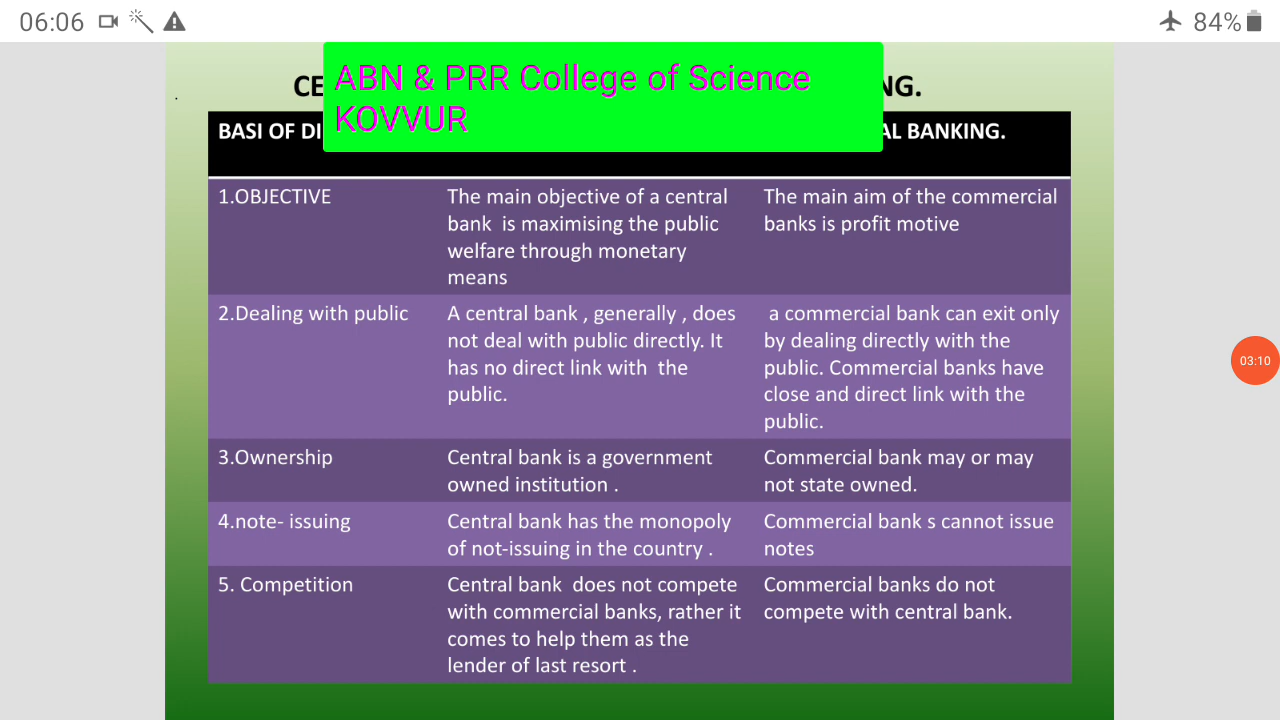 06:06
84%
ABN & PRR College of Science
KOVVUR
NG.
BASI OF
AL BANKING.
1.OBJECTIVE
The main objective of a central
bank is maximising the public
welfare through monetary
means
The main aim of the commercial
banks is profit motive
2.Dealing with public
A central bank , generally , does
not deal with public directly. It
has no direct link with the
public.
a commercial bank can exit only
by dealing directly with the
public. Commercial banks have
close and direct link with the
public.
3.Ownership
Central bank is a government
owned institution .
Commercial bank may or may
not state owned.
4.note- issuing
Central bank has the monopoly
of not-issuing in the country .
Commercial bank s cannot issue
notes
5. Competition
Central bank does not compete
with commercial banks, rather it
comes to help them as the
lender of last resort .
Commercial banks do not
compete with central bank.
03:10